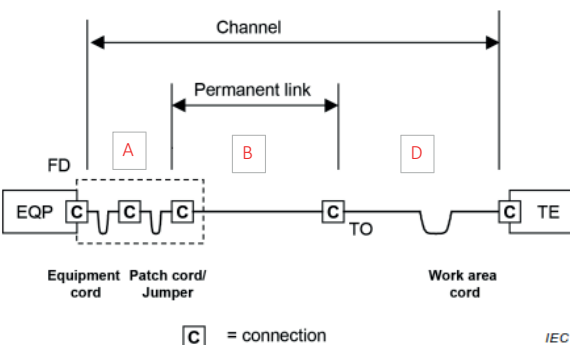 Channel
Permanent link
A
B
D
FD
EQP
C
C
C
C
C
TE
TO
Equipment cord
Patch cord/ Jumper
Work area cord
C = connection
IEC